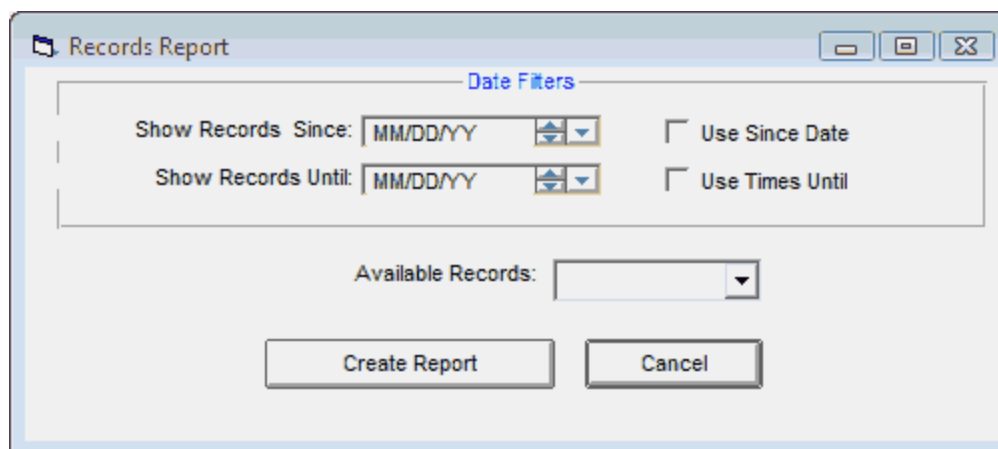 Records Report
Date Filters
Show Records Since: MM/DD/YY Use Since Date
Show Records Until: MM/DD/YY Use Times Until
Available Records:
Create Report Cancel